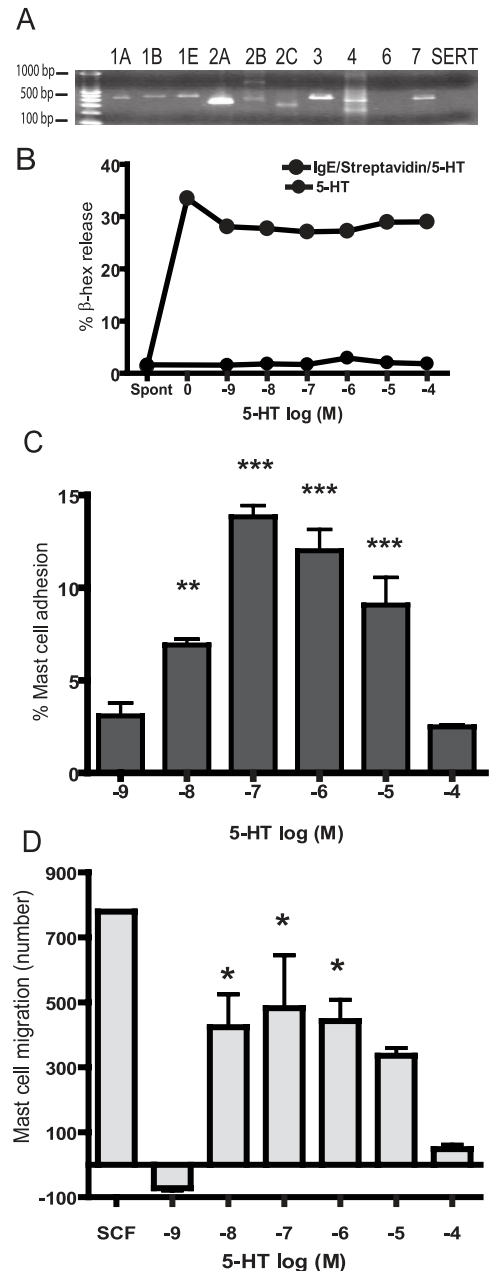 A
1A 1B 1E 2A 2B 2C 3 4 6 7 SERT
1000 bp
500 bp
100 bp
B
IgE/Streptavidin/5-HT
5-HT
% β-hex release
40
30
20
10
0
Spont 0 -9 -8 -7 -6 -5 -4
5-HT log (M)
C
% Mast cell adhesion
15
10
5
0
** *** *** ***
-9 -8 -7 -6 -5 -4
5-HT log (M)
D
Mast cell migration (number)
900
700
500
300
100
-100
* * *
SCF -9 -8 -7 -6 -5 -4
5-HT log (M)